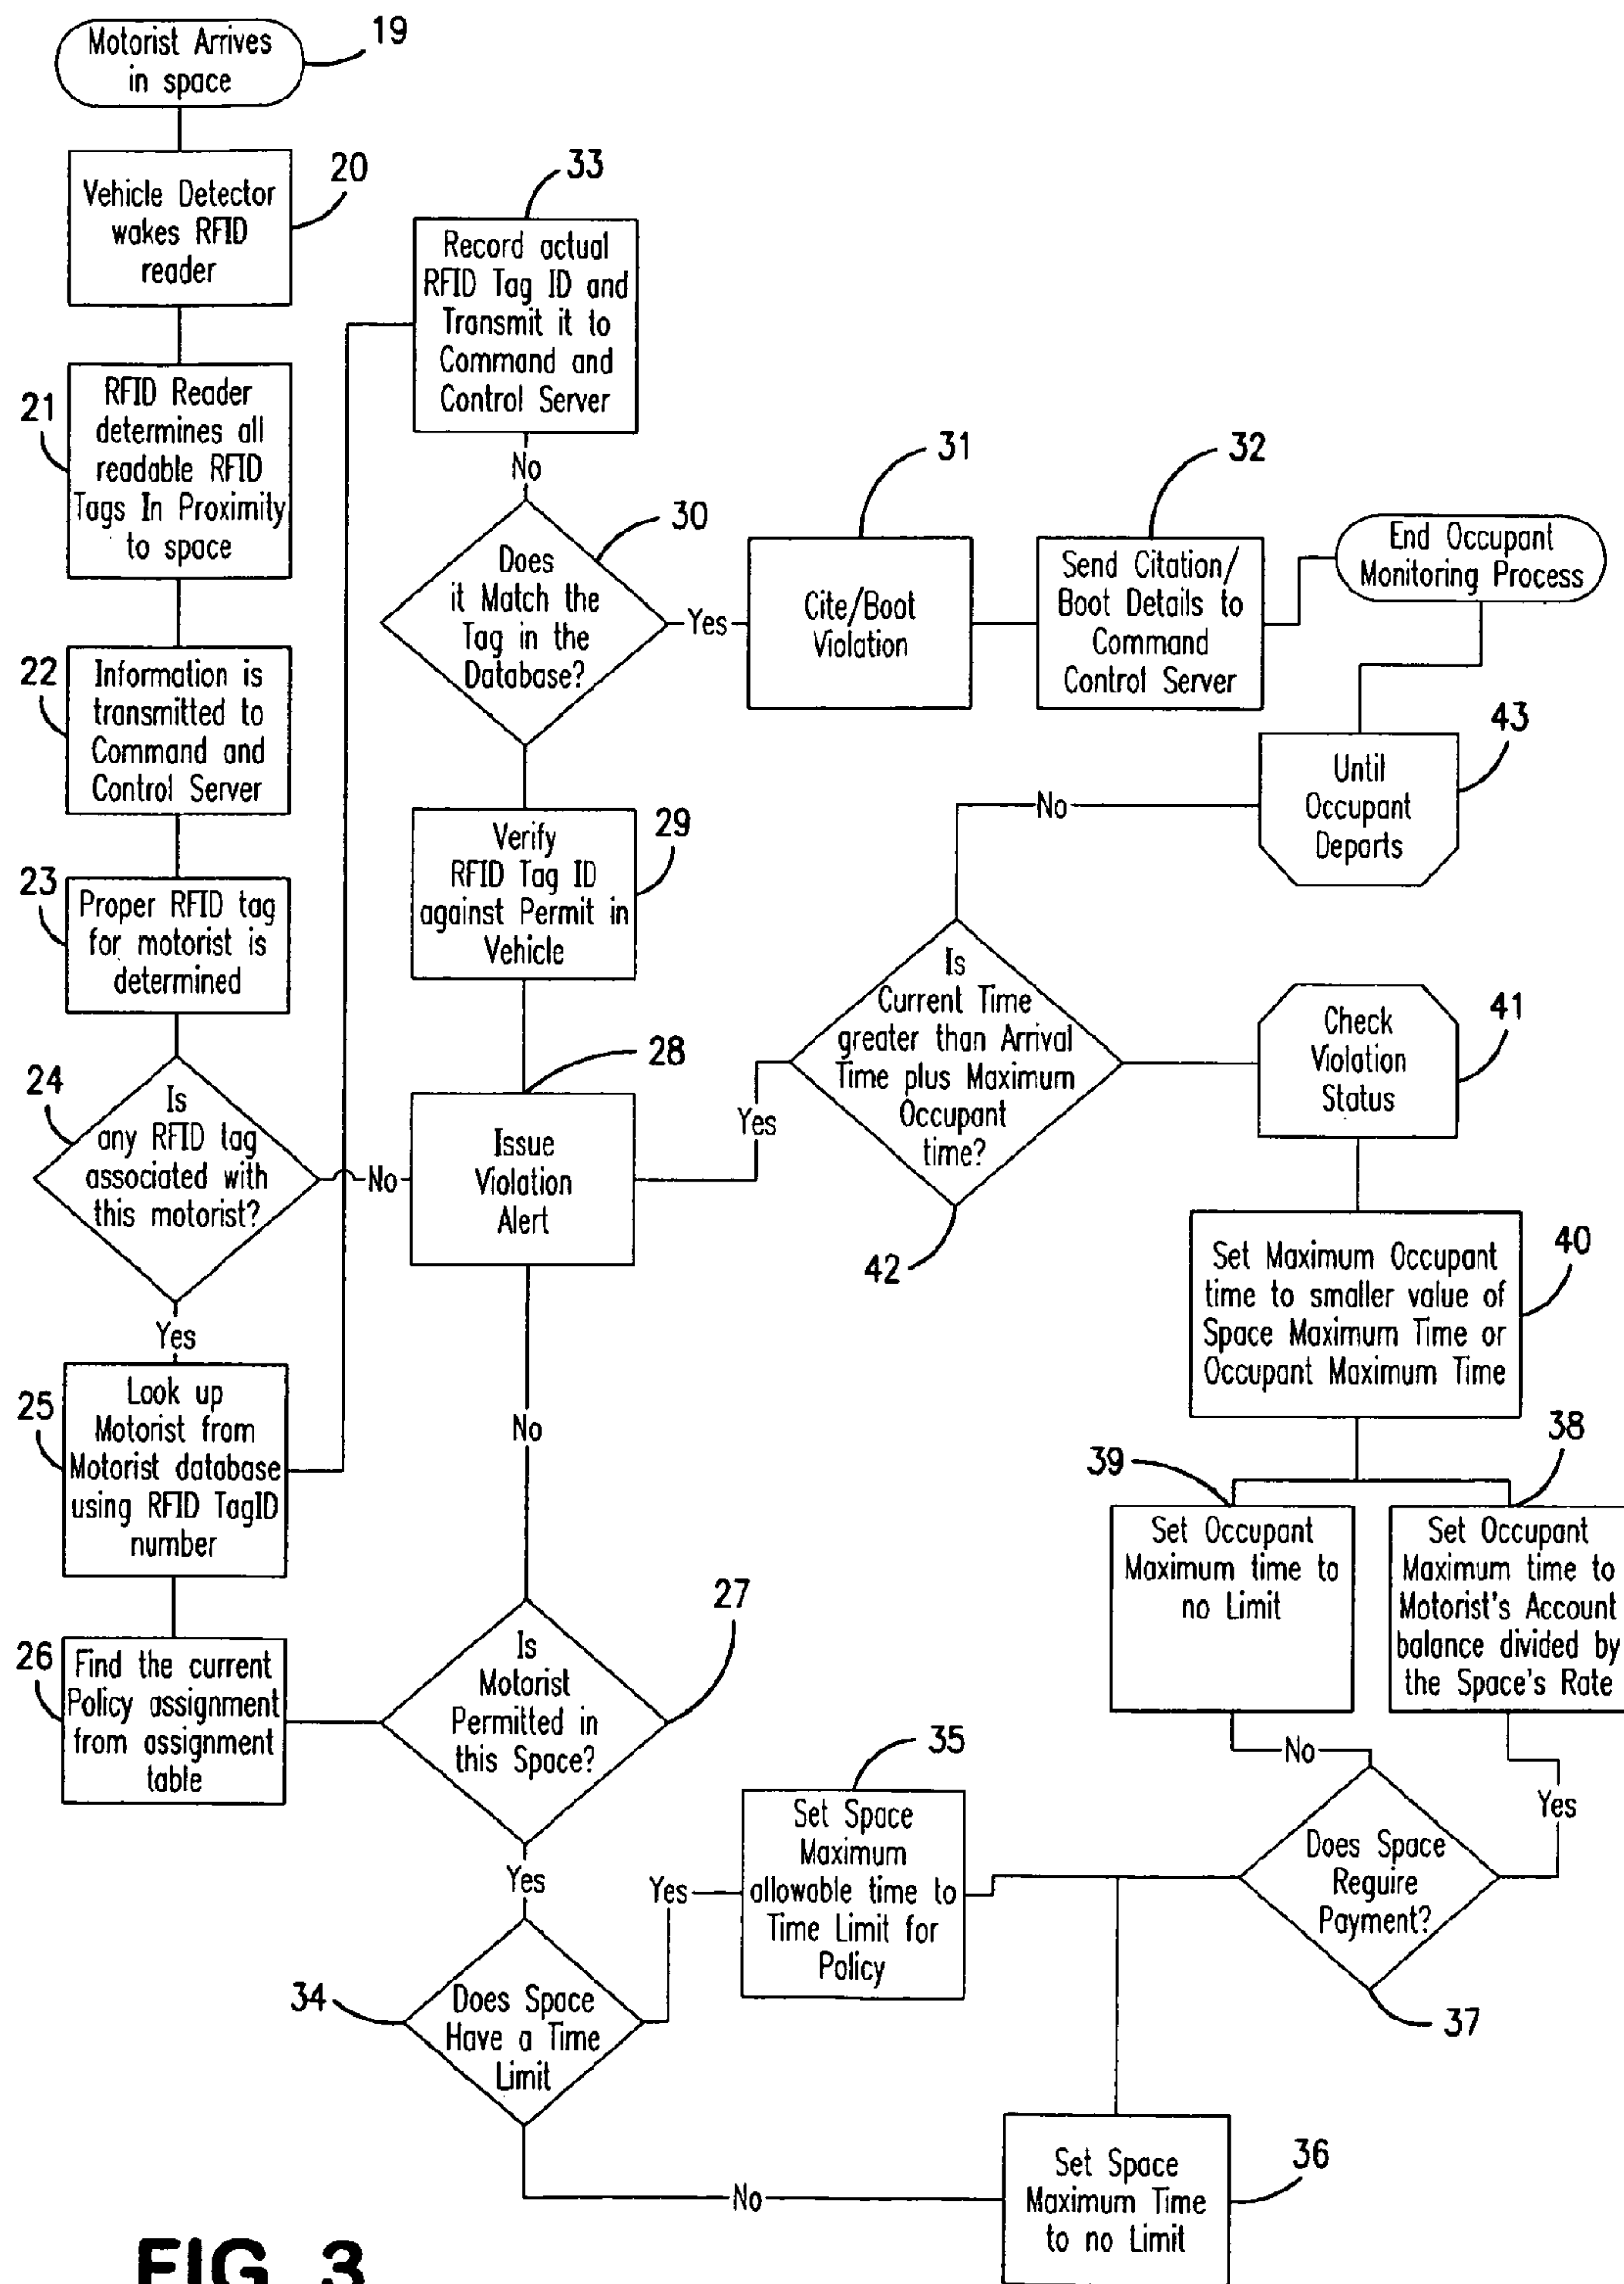 Motorist Arrives
in space
19
Vehicle Detector
wakes RFID
reader
20
RFID Reader
determines all
readable RFID
Tags In Proximity
to space
21
Information is
transmitted to
Command and
Control Server
22
Proper RFID tag
for motorist is
determined
23
Is
any RFID tag
associated with
this motorist?
24
No
Yes
Look up
Motorist from
Motorist database
using RFID TagID
number
25
Find the current
Policy assignment
from assignment
table
26
33
Record actual
RFID Tag ID and
Transmit it to
Command and
Control Server
No
30
Does
it Match the
Tag in the
Database?
Yes
31
Cite/Boot
Violation
32
Send Citation/
Boot Details to
Command
Control Server
End Occupant
Monitoring Process
43
Until
Occupant
Departs
No
Verify
RFID Tag ID
against Permit in
Vehicle
29
28
Issue
Violation
Alert
Yes
Is
Current Time
greater than Arrival
Time plus Maximum
Occupant
time?
42
Check
Violation
Status
41
Set Maximum Occupant
time to smaller value of
Space Maximum Time or
Occupant Maximum Time
40
No
Is
Motorist
Permitted in
this Space?
27
Yes
39
Set Occupant
Maximum time to
no Limit
38
Set Occupant
Maximum time to
Motorist's Account
balance divided by
the Space's Rate
No
Yes
35
Set Space
Maximum
allowable time to
Time Limit for
Policy
Yes
Does Space
Require
Payment?
37
34
Does Space
Have a Time
Limit
No
Set Space
Maximum Time
to no Limit
36
FIG. 3